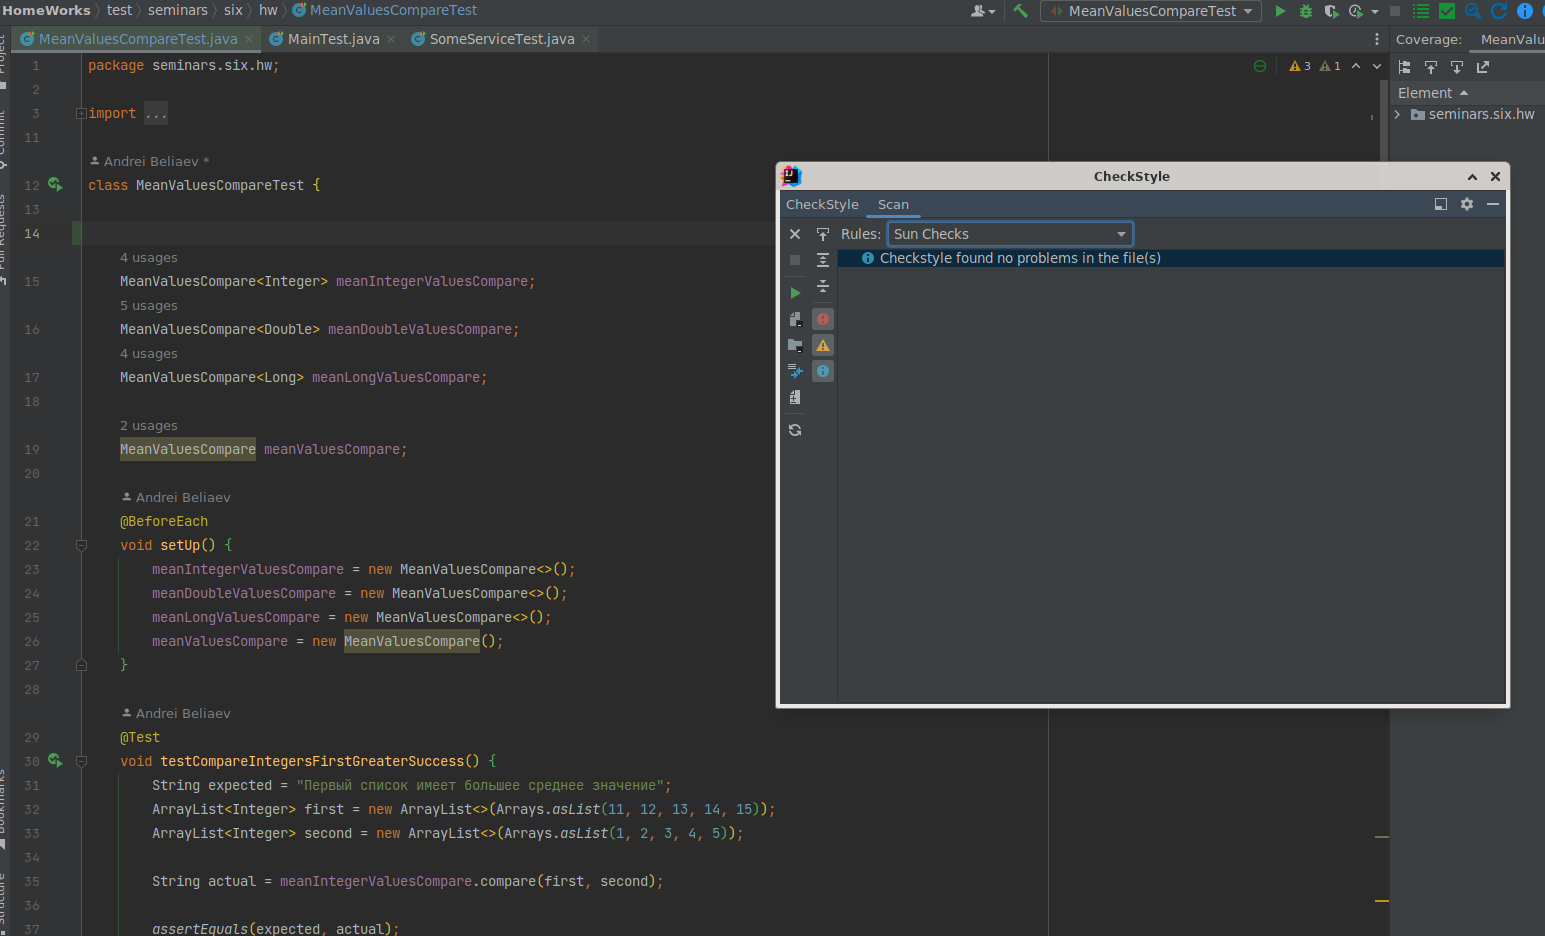 HomeWorks › test › seminars › six › hw › MeanValuesCompareTest
MeanValuesCompareTest
MeanValuesCompareTest.java
MainTest.java
SomeServiceTest.java
Coverage:
MeanValu
Element
seminars.six.hw
3
1
1 package seminars.six.hw;
2
3 import ...
11
Andrei Beliaev *
12 class MeanValuesCompareTest {
13
14
4 usages
15 MeanValuesCompare<Integer> meanIntegerValuesCompare;
5 usages
16 MeanValuesCompare<Double> meanDoubleValuesCompare;
4 usages
17 MeanValuesCompare<Long> meanLongValuesCompare;
18
2 usages
19 MeanValuesCompare meanValuesCompare;
20
Andrei Beliaev
21 @BeforeEach
22 void setUp() {
23 meanIntegerValuesCompare = new MeanValuesCompare<>();
24 meanDoubleValuesCompare = new MeanValuesCompare<>();
25 meanLongValuesCompare = new MeanValuesCompare<>();
26 meanValuesCompare = new MeanValuesCompare();
27 }
28
Andrei Beliaev
29 @Test
30 void testCompareIntegersFirstGreaterSuccess() {
31 String expected = "Первый список имеет большее среднее значение";
32 ArrayList<Integer> first = new ArrayList<>(Arrays.asList(11, 12, 13, 14, 15));
33 ArrayList<Integer> second = new ArrayList<>(Arrays.asList(1, 2, 3, 4, 5));
34
35 String actual = meanIntegerValuesCompare.compare(first, second);
36
37 assertEquals(expected, actual);
CheckStyle
CheckStyle
Scan
Rules:
Sun Checks
Checkstyle found no problems in the file(s)